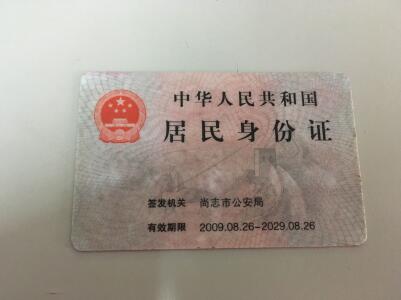 中华人民共和国
居民身份证
签发机关 尚志市公安局
有效期限 2009.08.26-2029.08.26